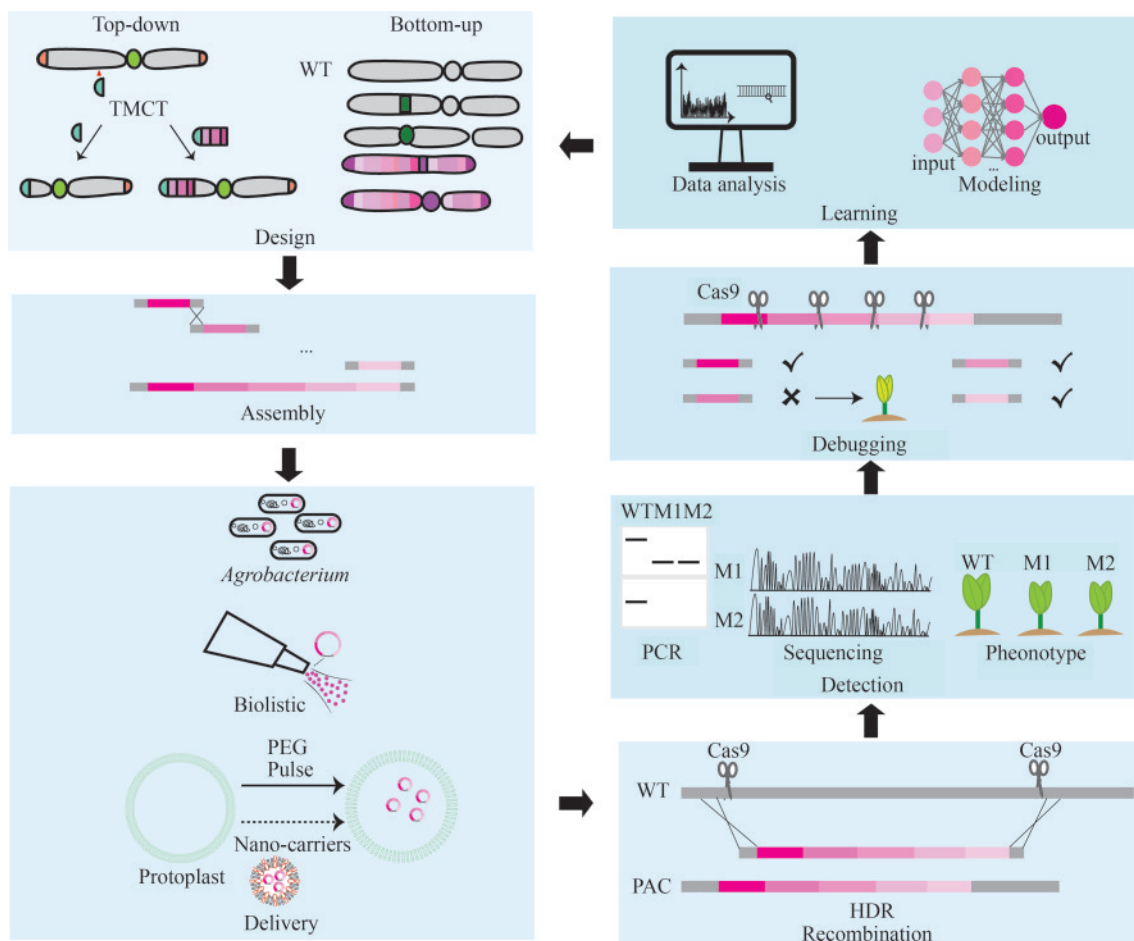 Top-down
Bottom-up
WT
TMCT
Design
Assembly
Agrobacterium
Biolistic
PEG
Pulse
Nano-carriers
Protoplast
Delivery
Cas9
Cas9
WT
PAC
HDR
Recombination
WTM1M2
M1
M2
PCR
Sequencing
WT
M1
M2
Pheonotype
Detection
Cas9
Debugging
input
...
output
Data analysis
Modeling
Learning
...